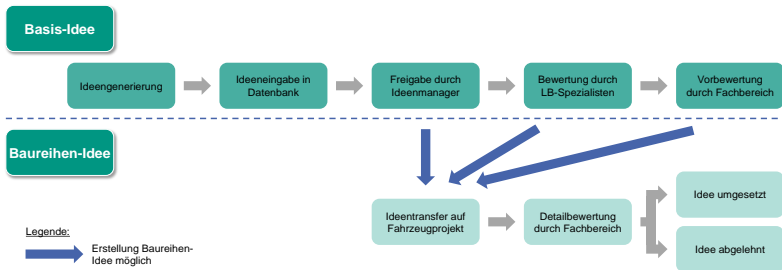 Basis-Idee
Ideengenerierung
Ideeneingabe in
Datenbank
Freigabe durch
Ideenmanager
Bewertung durch
LB-Spezialisten
Vorbewertung
durch Fachbereich
Baureihen-Idee
Ideentransfer auf
Fahrzeugprojekt
Detailbewertung
durch Fachbereich
Idee umgesetzt
Idee abgelehnt
Legende:
Erstellung Baureihen-
Idee möglich